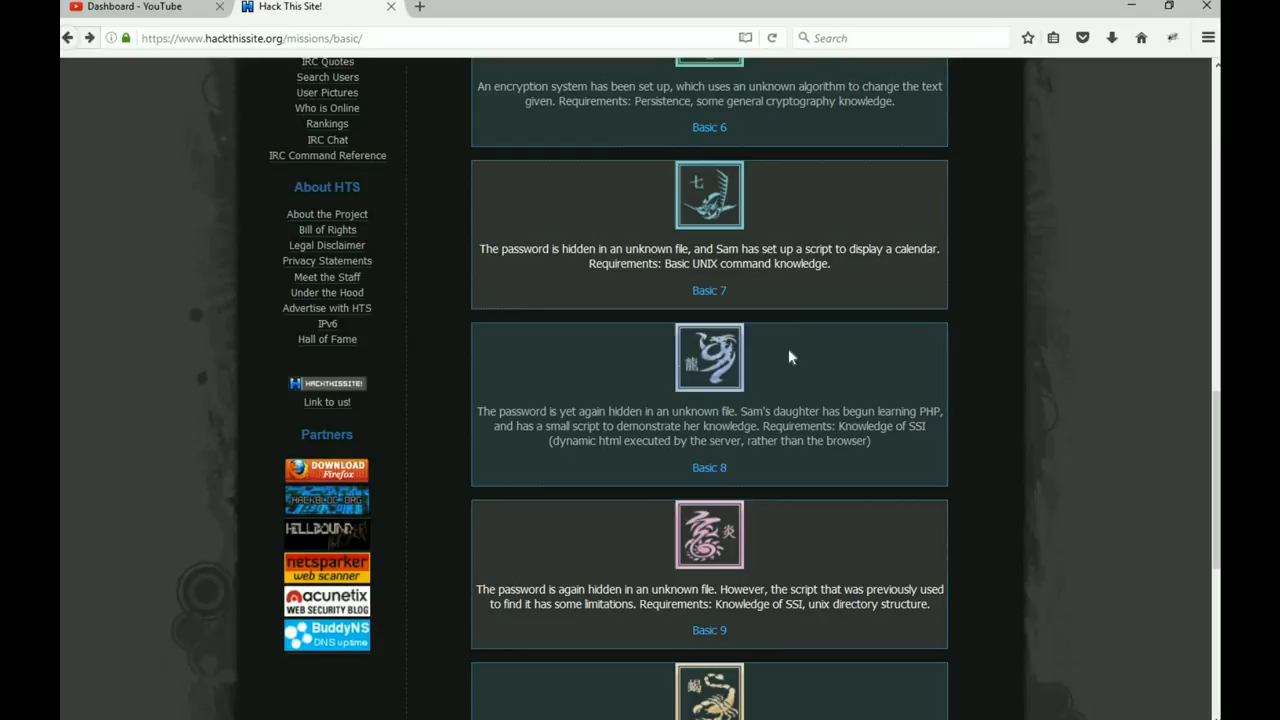 Dashboard - YouTube
Hack This Site!
https://www.hackthissite.org/missions/basic/
Search
IRC Quotes
Search Users
User Pictures
Who is Online
Rankings
IRC Chat
IRC Command Reference
About HTS
About the Project
Bill of Rights
Legal Disclaimer
Privacy Statements
Meet the Staff
Under the Hood
Advertise with HTS
IPv6
Hall of Fame
HACKTHISSITE!
Link to us!
Partners
DOWNLOAD
Firefox
HACKBLOC.ORG
HELLBOUND
netsparker
web scanner
acunetix
WEB SECURITY BLOG
BuddyNS
DNS uptime
An encryption system has been set up, which uses an unknown algorithm to change the text
given. Requirements: Persistence, some general cryptography knowledge.
Basic 6
七
The password is hidden in an unknown file, and Sam has set up a script to display a calendar.
Requirements: Basic UNIX command knowledge.
Basic 7
龍
The password is yet again hidden in an unknown file. Sam's daughter has begun learning PHP,
and has a small script to demonstrate her knowledge. Requirements: Knowledge of SSI
(dynamic html executed by the server, rather than the browser)
Basic 8
炎
The password is again hidden in an unknown file. However, the script that was previously used
to find it has some limitations. Requirements: Knowledge of SSI, unix directory structure.
Basic 9
蝎